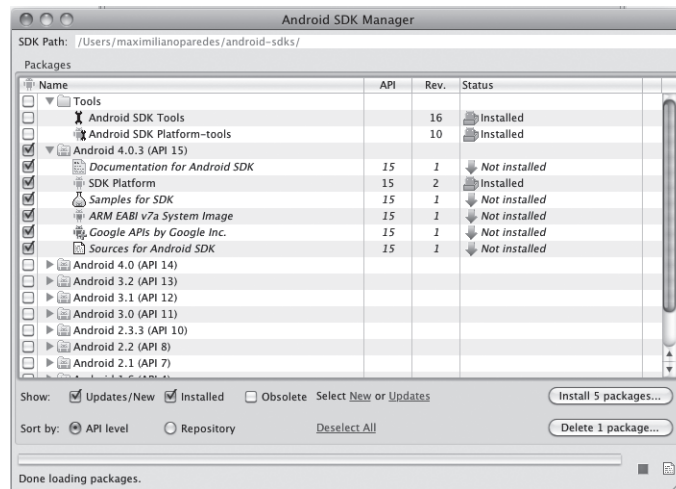 Android SDK Manager
SDK Path: /Users/maximilianoparedes/android-sdks/
Packages
Name API Rev. Status
Tools
Android SDK Tools 16 Installed
Android SDK Platform-tools 10 Installed
Android 4.0.3 (API 15)
Documentation for Android SDK 15 1 Not installed
SDK Platform 15 2 Installed
Samples for SDK 15 1 Not installed
ARM EABI v7a System Image 15 1 Not installed
Google APIs by Google Inc. 15 1 Not installed
Sources for Android SDK 15 1 Not installed
Android 4.0 (API 14)
Android 3.2 (API 13)
Android 3.1 (API 12)
Android 3.0 (API 11)
Android 2.3.3 (API 10)
Android 2.2 (API 8)
Android 2.1 (API 7)
Show: Updates/New Installed Obsolete Select New or Updates Install 5 packages...
Sort by: API level Repository Deselect All Delete 1 package...
Done loading packages.